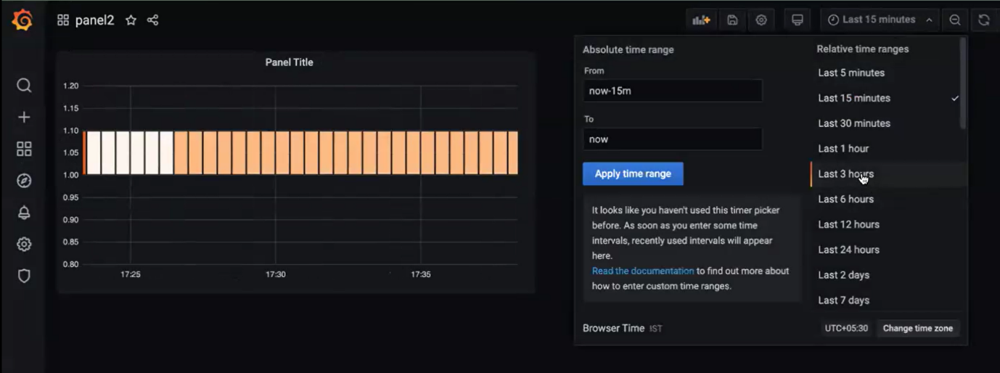 panel2
Last 15 minutes
Panel Title
1.20
1.15
1.10
1.05
1.00
0.95
0.90
0.85
0.80
17:25
17:30
17:35
Absolute time range
From
now-15m
To
now
Apply time range
It looks like you haven't used this timer picker
before. As soon as you enter some time
intervals, recently used intervals will appear
here.
Read the documentation to find out more about
how to enter custom time ranges.
Relative time ranges
Last 5 minutes
Last 15 minutes
Last 30 minutes
Last 1 hour
Last 3 hours
Last 6 hours
Last 12 hours
Last 24 hours
Last 2 days
Last 7 days
Browser Time IST
UTC+05:30
Change time zone